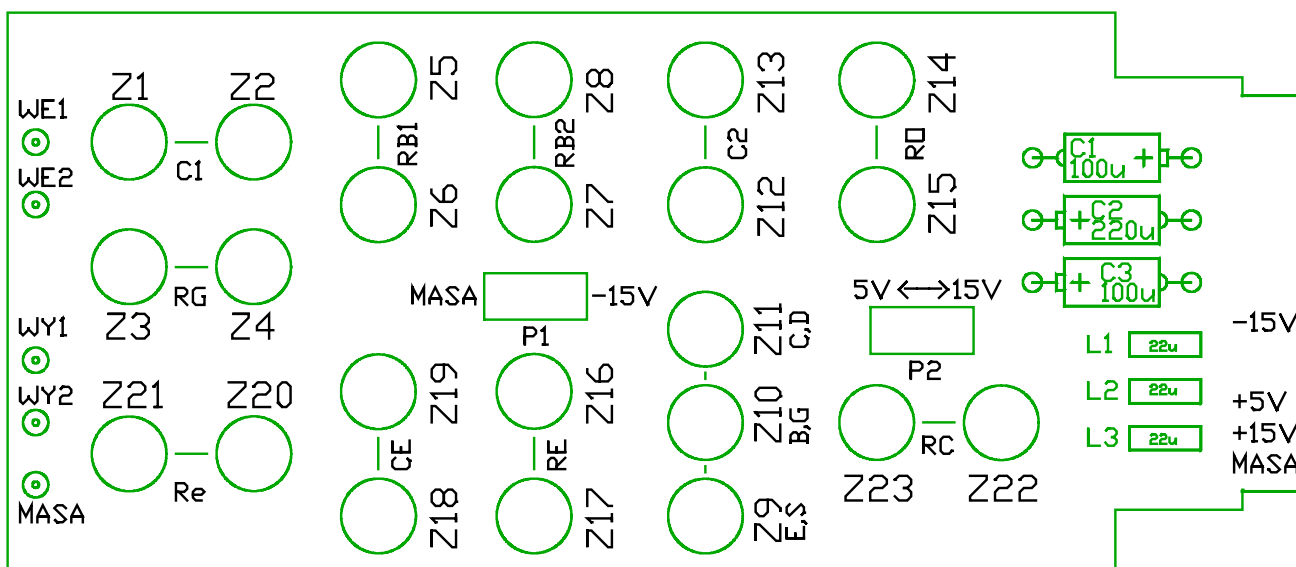 Z1
Z2
Z5
Z8
Z13
Z14
WE1
C1
RB1
RB2
C2
RO
C1
100u
WE2
Z6
Z7
Z12
Z15
C2
220u
RG
Z3
Z4
MASA
-15V
P1
Z11
C,D
5V
15V
P2
C3
100u
WY1
-15V
L1
22u
WY2
Z21
Z20
Z19
Z16
Z10
B,G
L2
22u
+5V
RC
L3
22u
+15V
MASA
Re
CE
RE
MASA
Z18
Z17
Z9
E,S
Z23
Z22